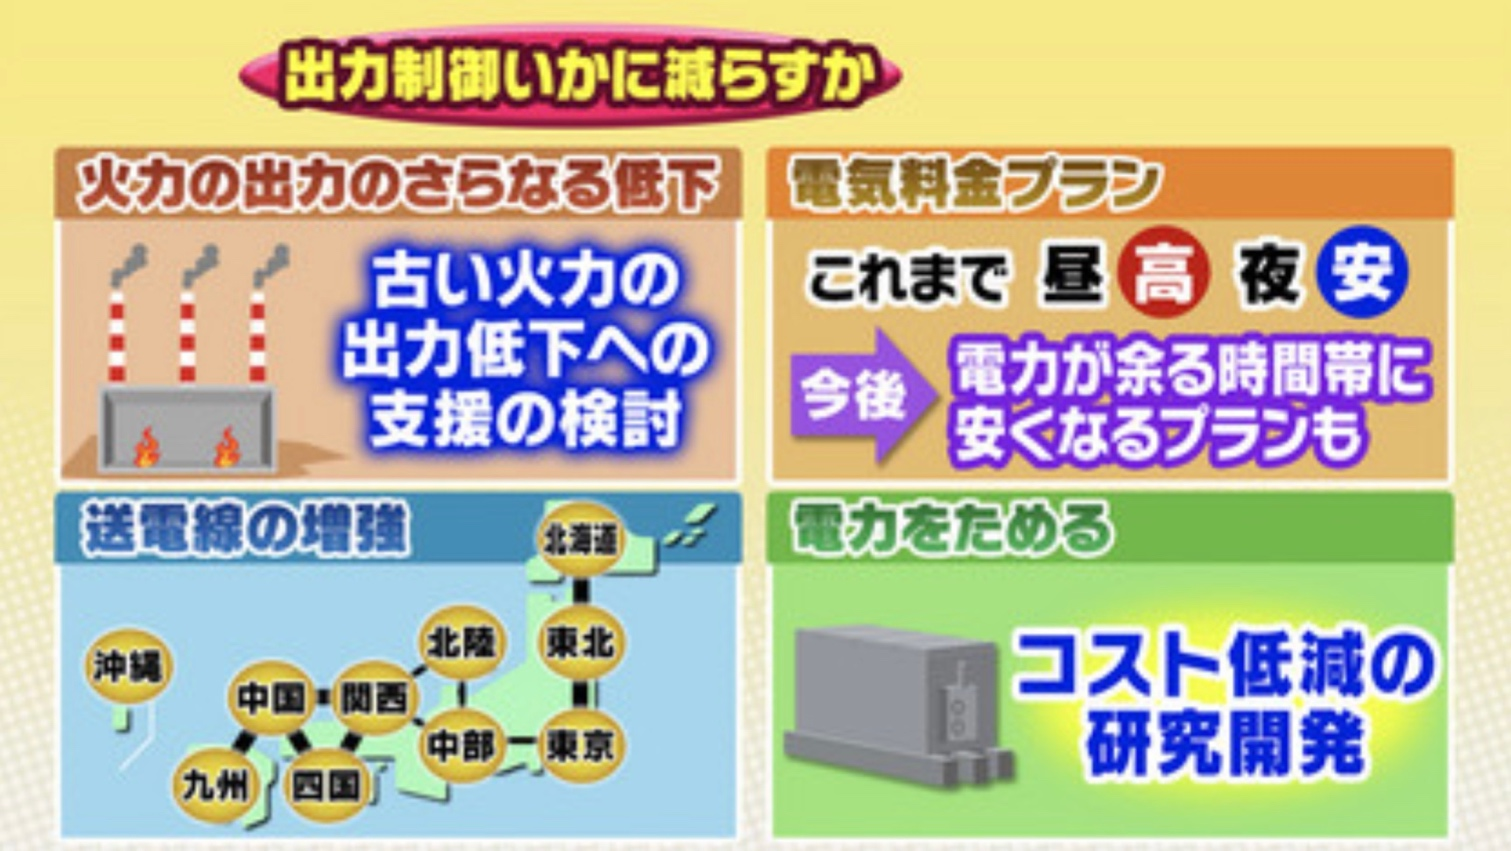 出力制御いかに減らすか
火力の出力のさらなる低下
古い火力の
出力低下への
支援の検討
電気料金プラン
これまで 昼 高 夜 安
今後
電力が余る時間帯に
安くなるプランも
送電線の増強
北海道
東北
北陸
沖縄
中国
関西
中部
東京
九州
四国
電力をためる
コスト低減の
研究開発